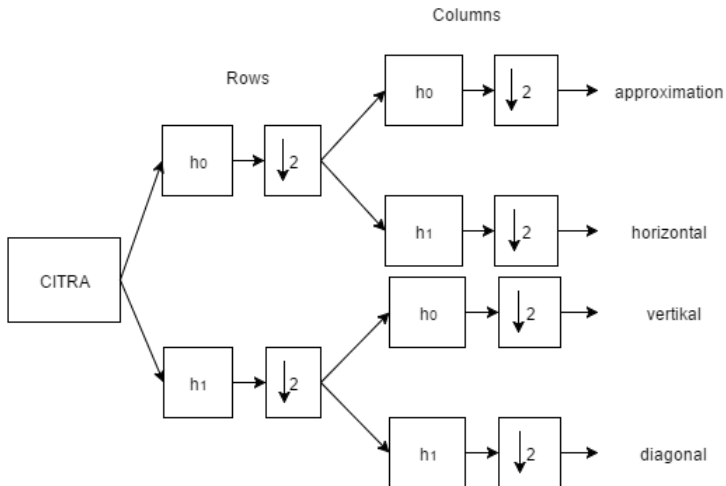 Columns
Rows
h0
↓2
approximation
h0
↓2
h1
↓2
horizontal
CITRA
h0
↓2
vertikal
h1
↓2
h1
↓2
diagonal